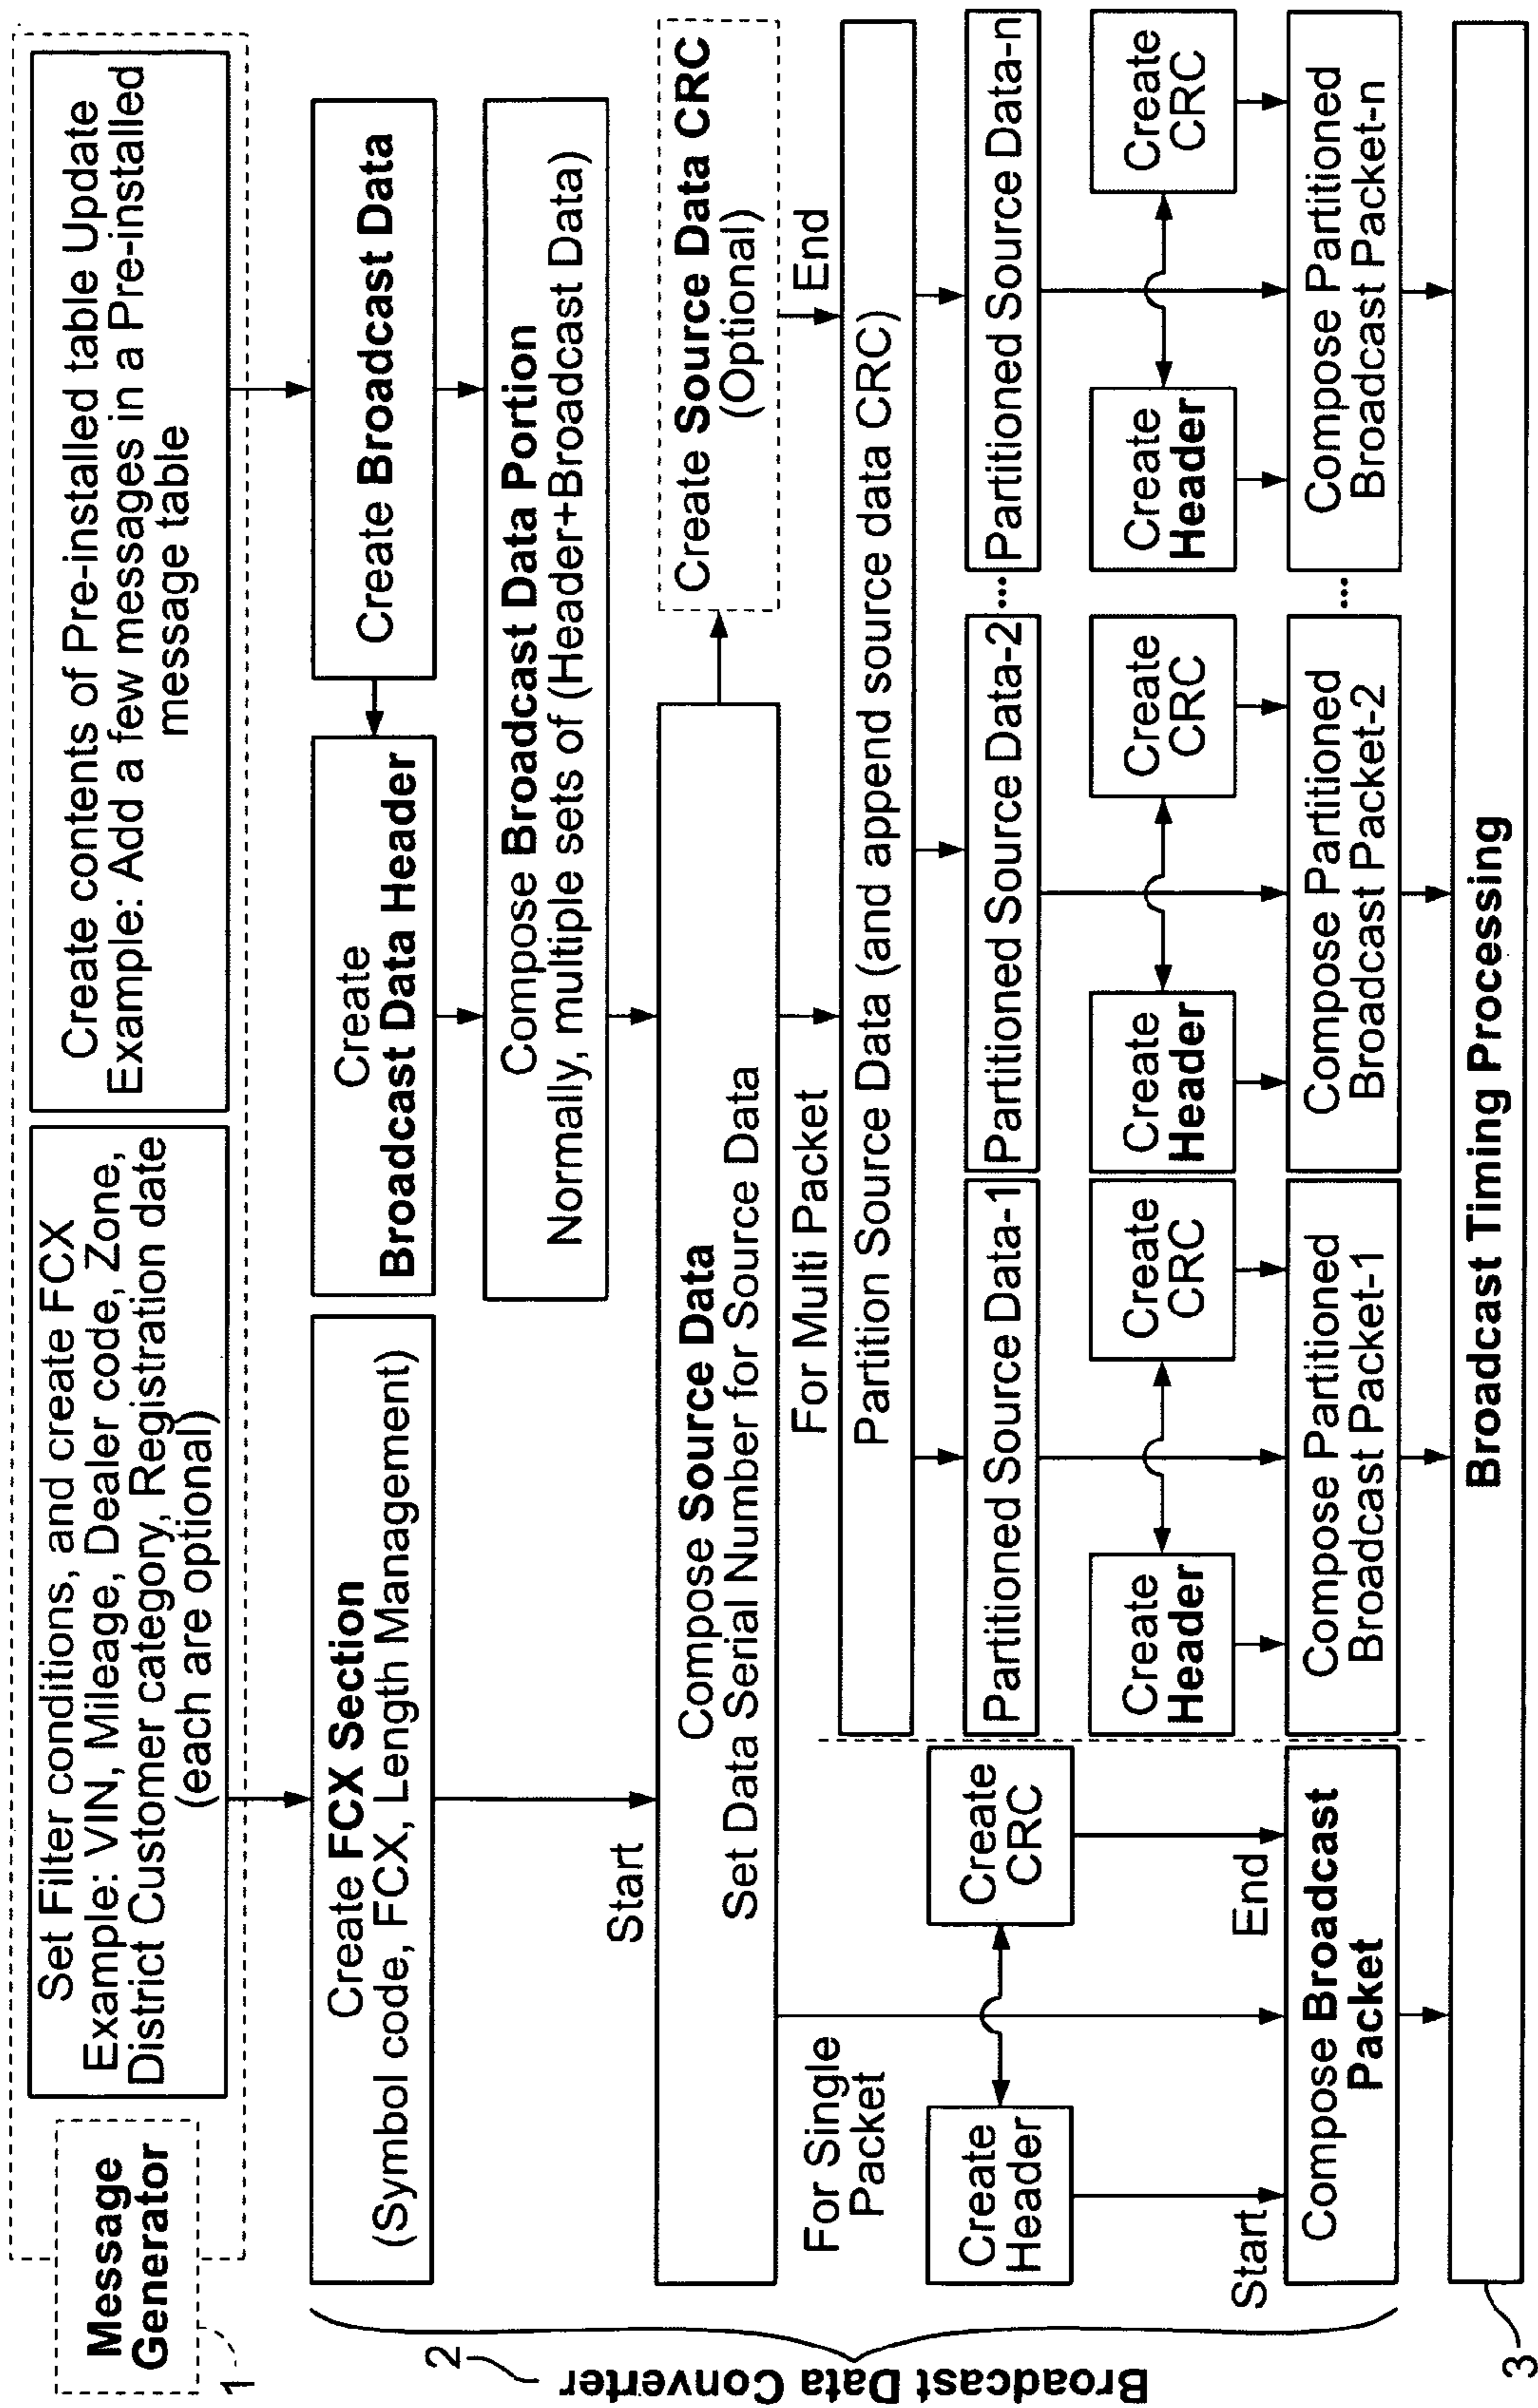 Message
Generator
1
Set Filter conditions, and create FCX
Example: VIN, Mileage, Dealer code, Zone,
District Customer category, Registration date
(each are optional)
Create contents of Pre-installed table Update
Example: Add a few messages in a Pre-installed
message table
Broadcast Data Converter
2
Create FCX Section
(Symbol code, FCX, Length Management)
Create
Broadcast Data Header
Create Broadcast Data
Compose Broadcast Data Portion
Normally, multiple sets of (Header+Broadcast Data)
Start
Compose Source Data
Set Data Serial Number for Source Data
Create Source Data CRC
(Optional)
For Single
Packet
For Multi Packet
End
Partition Source Data (and append source data CRC)
Create
Header
Create
CRC
Partitioned Source Data-1
Partitioned Source Data-2
...
Partitioned Source Data-n
Create
Header
Create
CRC
Create
Header
Create
CRC
Create
Header
Create
CRC
Start
End
Compose Broadcast
Packet
Compose Partitioned
Broadcast Packet-1
Compose Partitioned
Broadcast Packet-2
...
Compose Partitioned
Broadcast Packet-n
3
Broadcast Timing Processing